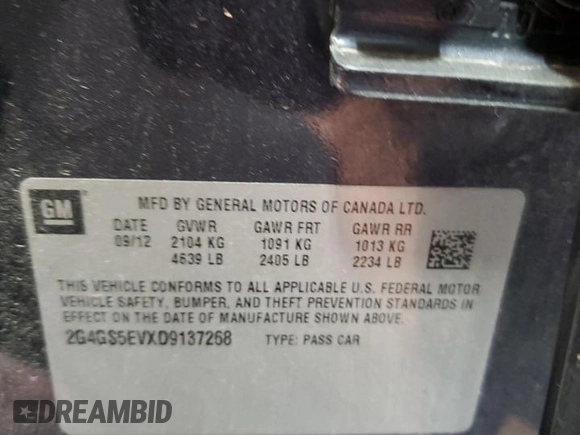 GM
MFD BY GENERAL MOTORS OF CANADA LTD.
DATE GVWR GAWR FRT GAWR RR
09/12 2104 KG 1091 KG 1013 KG
4639 LB 2405 LB 2234 LB
THIS VEHICLE CONFORMS TO ALL APPLICABLE U.S. FEDERAL MOTOR
VEHICLE SAFETY, BUMPER, AND THEFT PREVENTION STANDARDS IN
EFFECT ON THE DATE OF MANUFACTURE SHOWN ABOVE.
2G4GS5EVXD9137268 TYPE: PASS CAR
DREAMBID